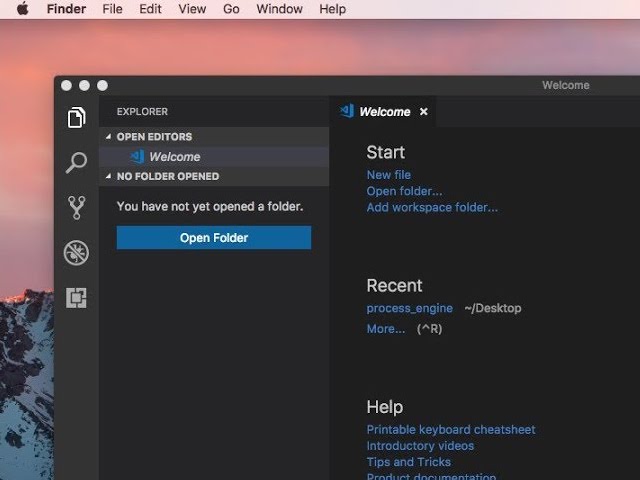 Finder File Edit View Go Window Help
Welcome
EXPLORER
Welcome
OPEN EDITORS
Welcome
NO FOLDER OPENED
You have not yet opened a folder.
Open Folder
Start
New file
Open folder...
Add workspace folder...
Recent
process_engine ~/Desktop
More... (^R)
Help
Printable keyboard cheatsheet
Introductory videos
Tips and Tricks
Product documentation